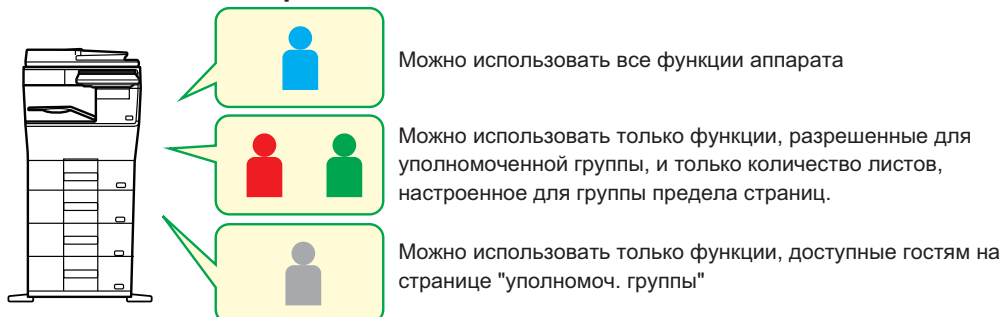 Можно использовать все функции аппарата
Можно использовать только функции, разрешенные для
уполномоченной группы, и только количество листов,
настроенное для группы предела страниц.
Можно использовать только функции, доступные гостям на
странице "уполномоч. группы"